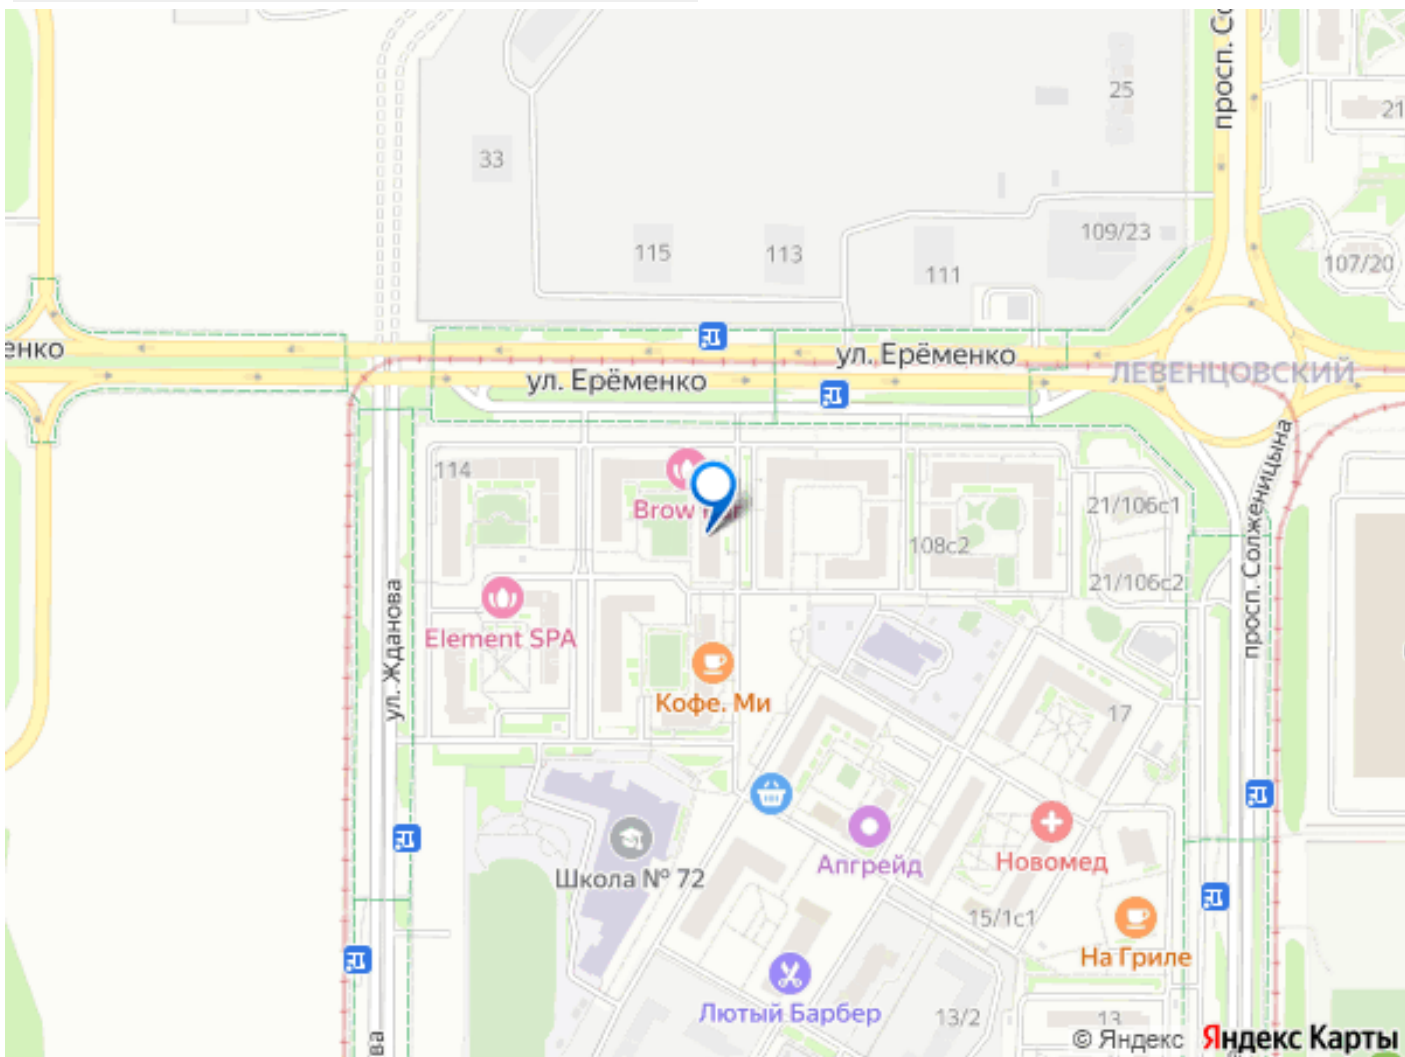 просп. Со
25
21
33
109/23
115
113
111
107/20
енко
ул. Ерёменко
ЛЕВЕНЦОВСКИЙ
ул. Ерёменко
114
Brow Bar
21/106с1
просп. Солженицына
108с2
21/106с2
ул. Жданова
Element SPA
Кофе. Ми
17
Апгрейд
Новомед
Школа № 72
15/1с1
На Гриле
Лютый Барбер
13/2
13
ва
© Яндекс Яндекс Карты